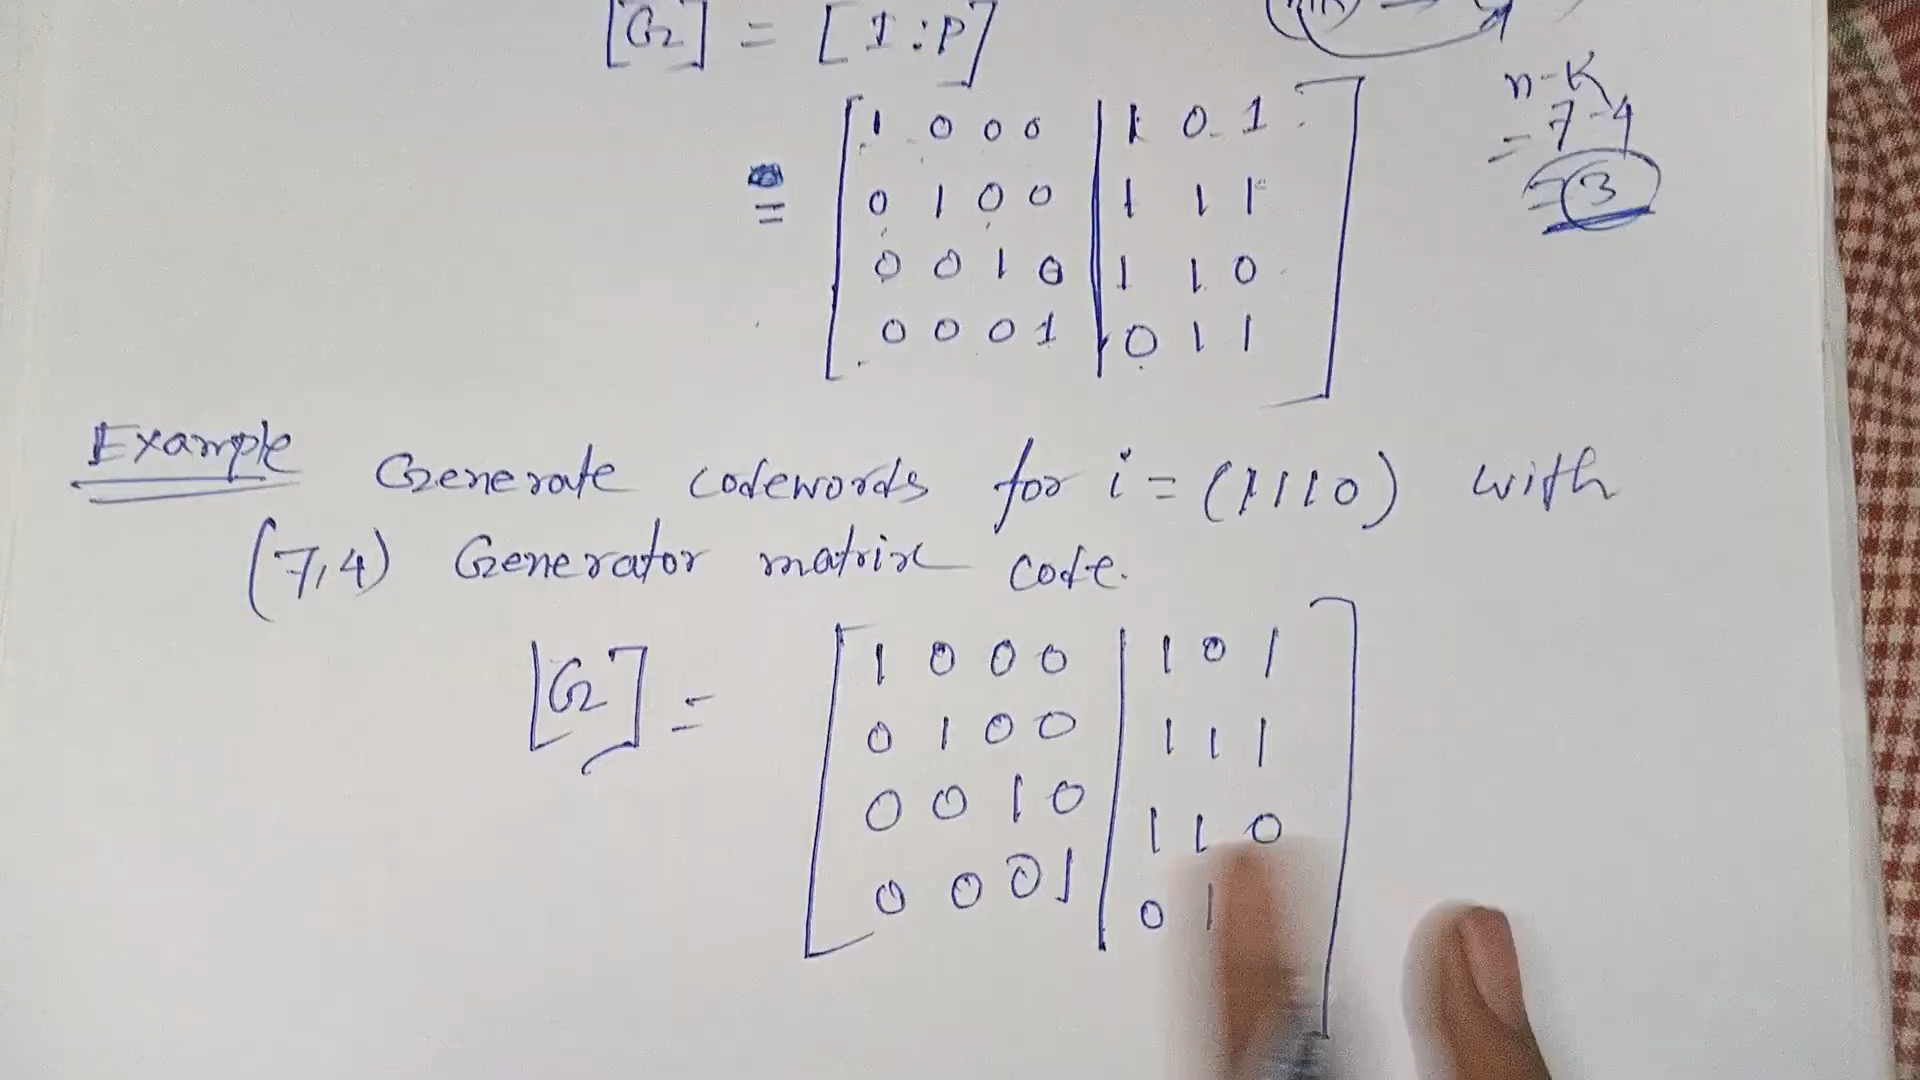 [G] = [I : P]
n-k
= 7-4
= 3
= [ 1 0 0 0 | 1 0 1
0 1 0 0 | 1 1 1
0 0 1 0 | 1 1 0
0 0 0 1 | 0 1 1 ]
Example Generate codewords for i = (1110) with
(7,4) Generator matrix code.
[G] = [ 1 0 0 0 | 1 0 1
0 1 0 0 | 1 1 1
0 0 1 0 | 1 1 0
0 0 0 1 | 0 1 ]